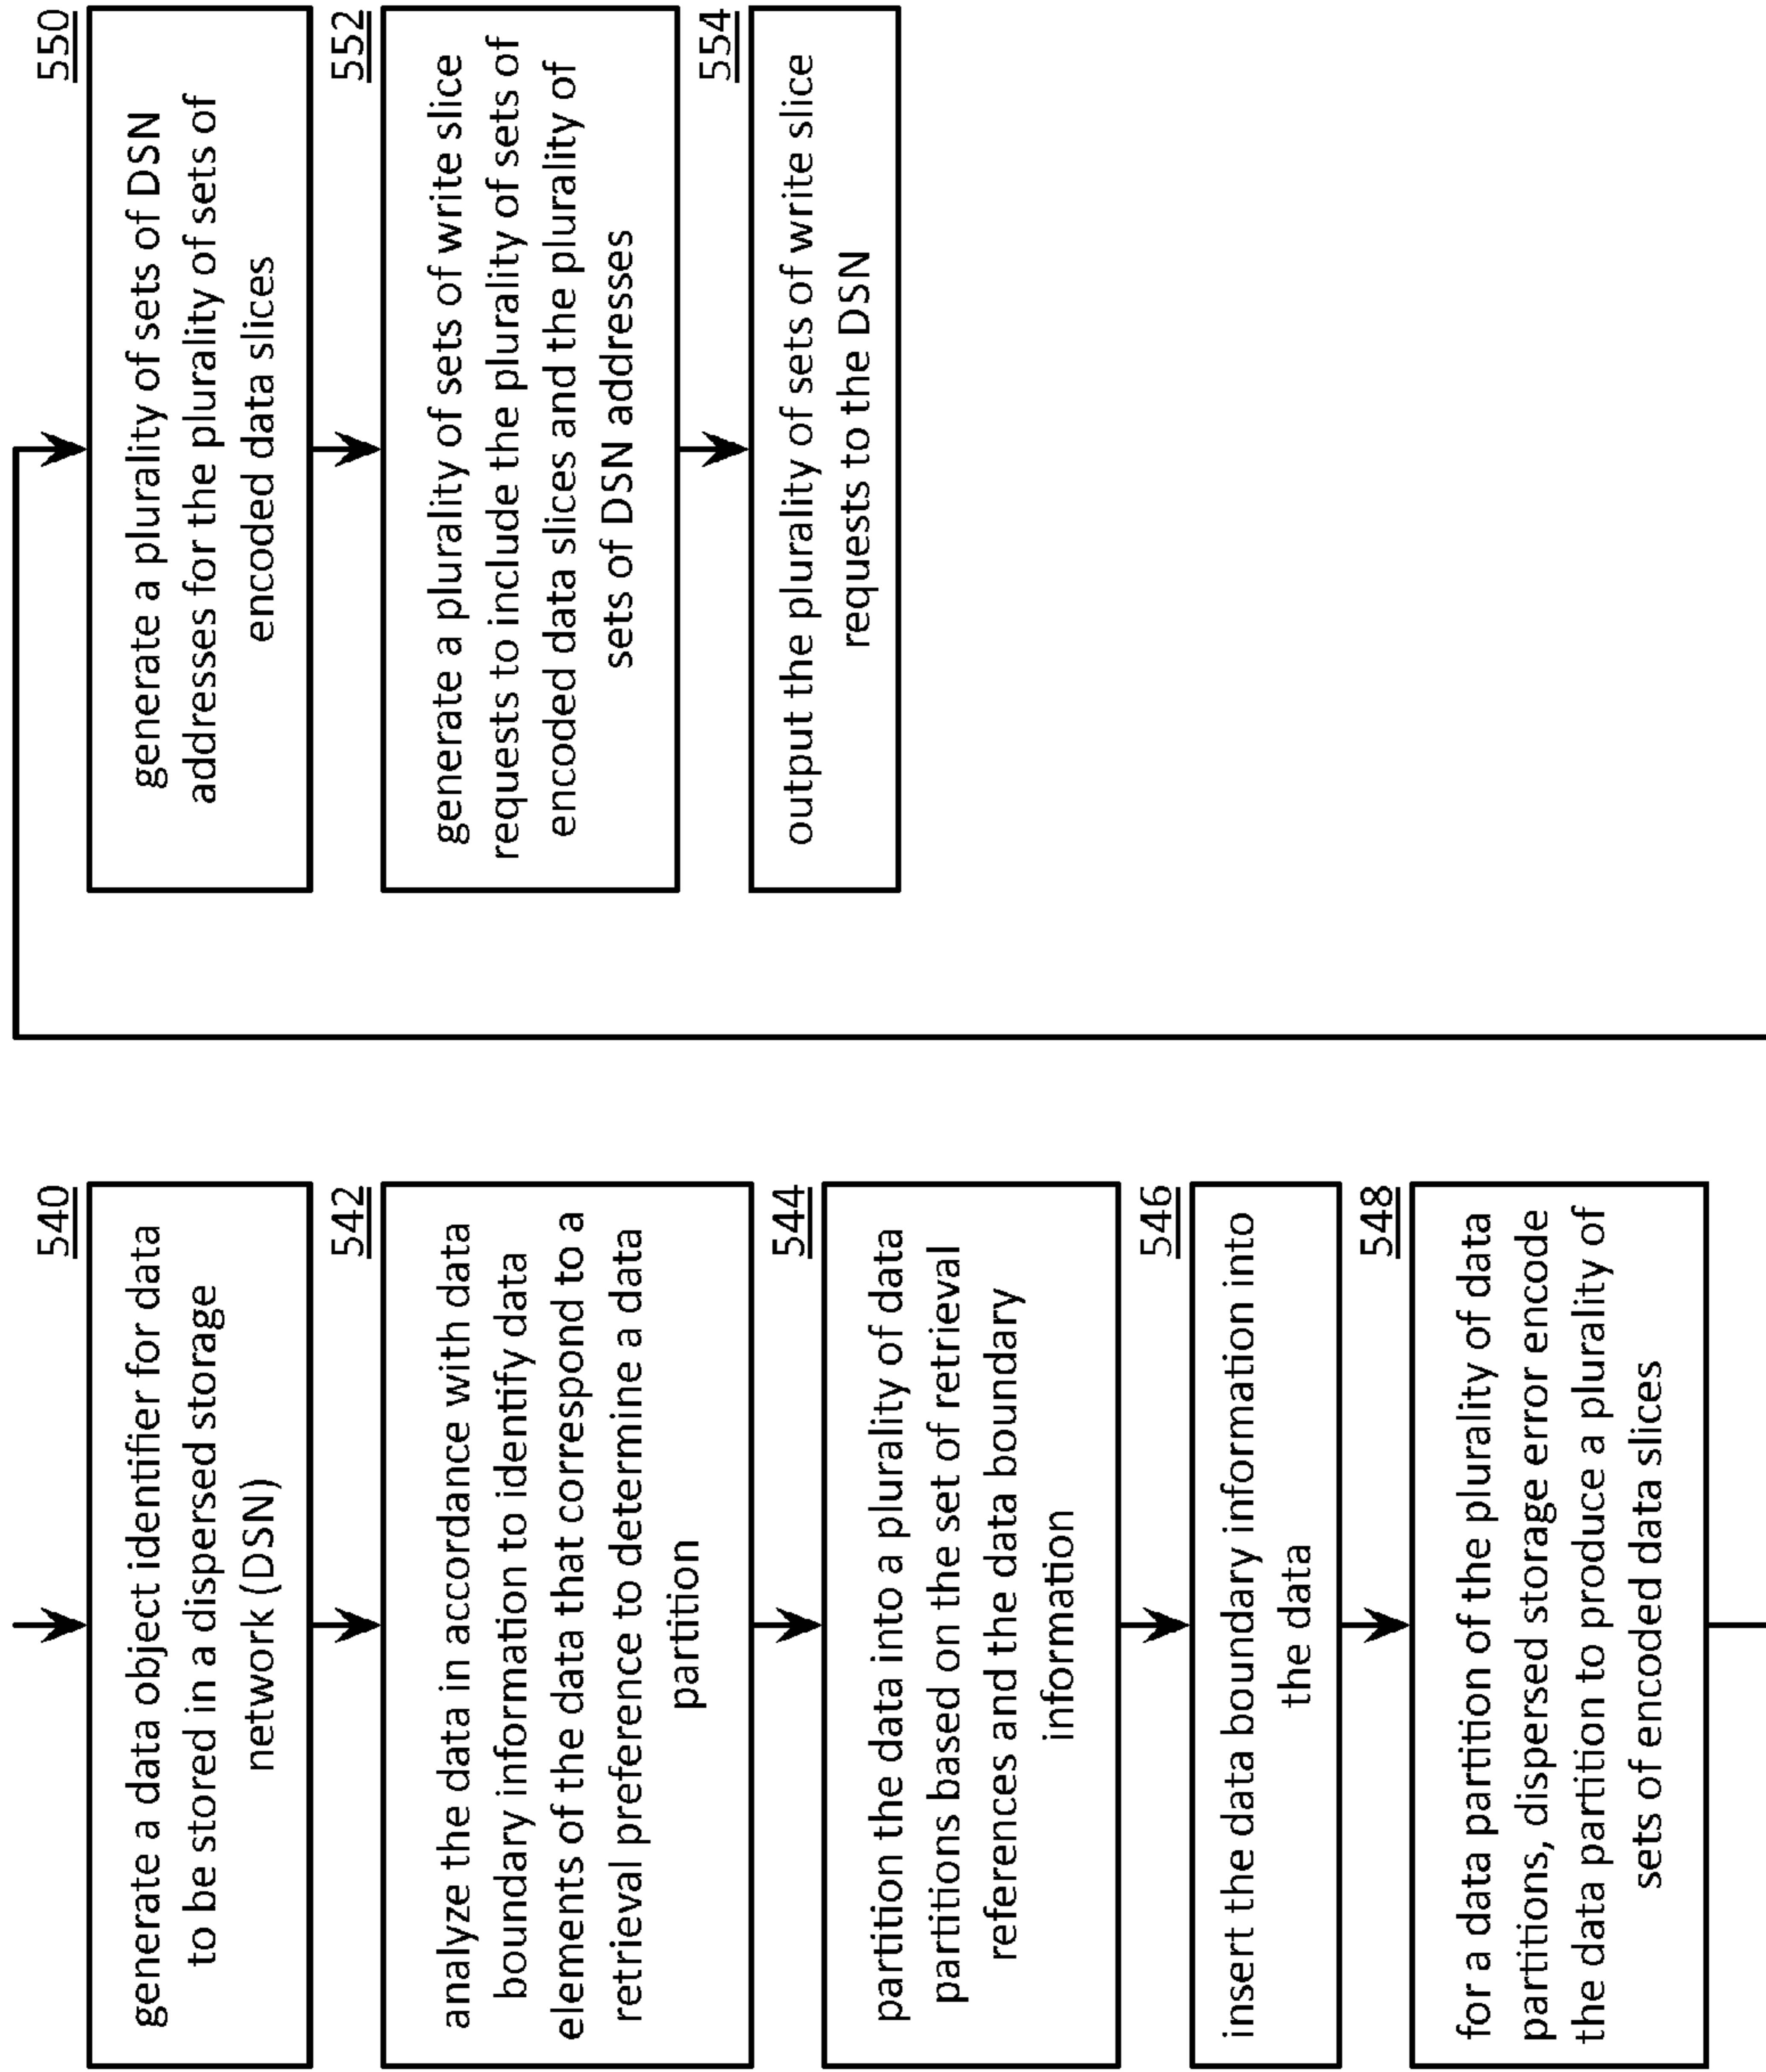 540
generate a data object identifier for data
to be stored in a dispersed storage
network (DSN)
542
analyze the data in accordance with data
boundary information to identify data
elements of the data that correspond to a
retrieval preference to determine a data
partition
544
partition the data into a plurality of data
partitions based on the set of retrieval
references and the data boundary
information
546
insert the data boundary information into
the data
548
for a data partition of the plurality of data
partitions, dispersed storage error encode
the data partition to produce a plurality of
sets of encoded data slices
550
generate a plurality of sets of DSN
addresses for the plurality of sets of
encoded data slices
552
generate a plurality of sets of write slice
requests to include the plurality of sets of
encoded data slices and the plurality of
sets of DSN addresses
554
output the plurality of sets of write slice
requests to the DSN